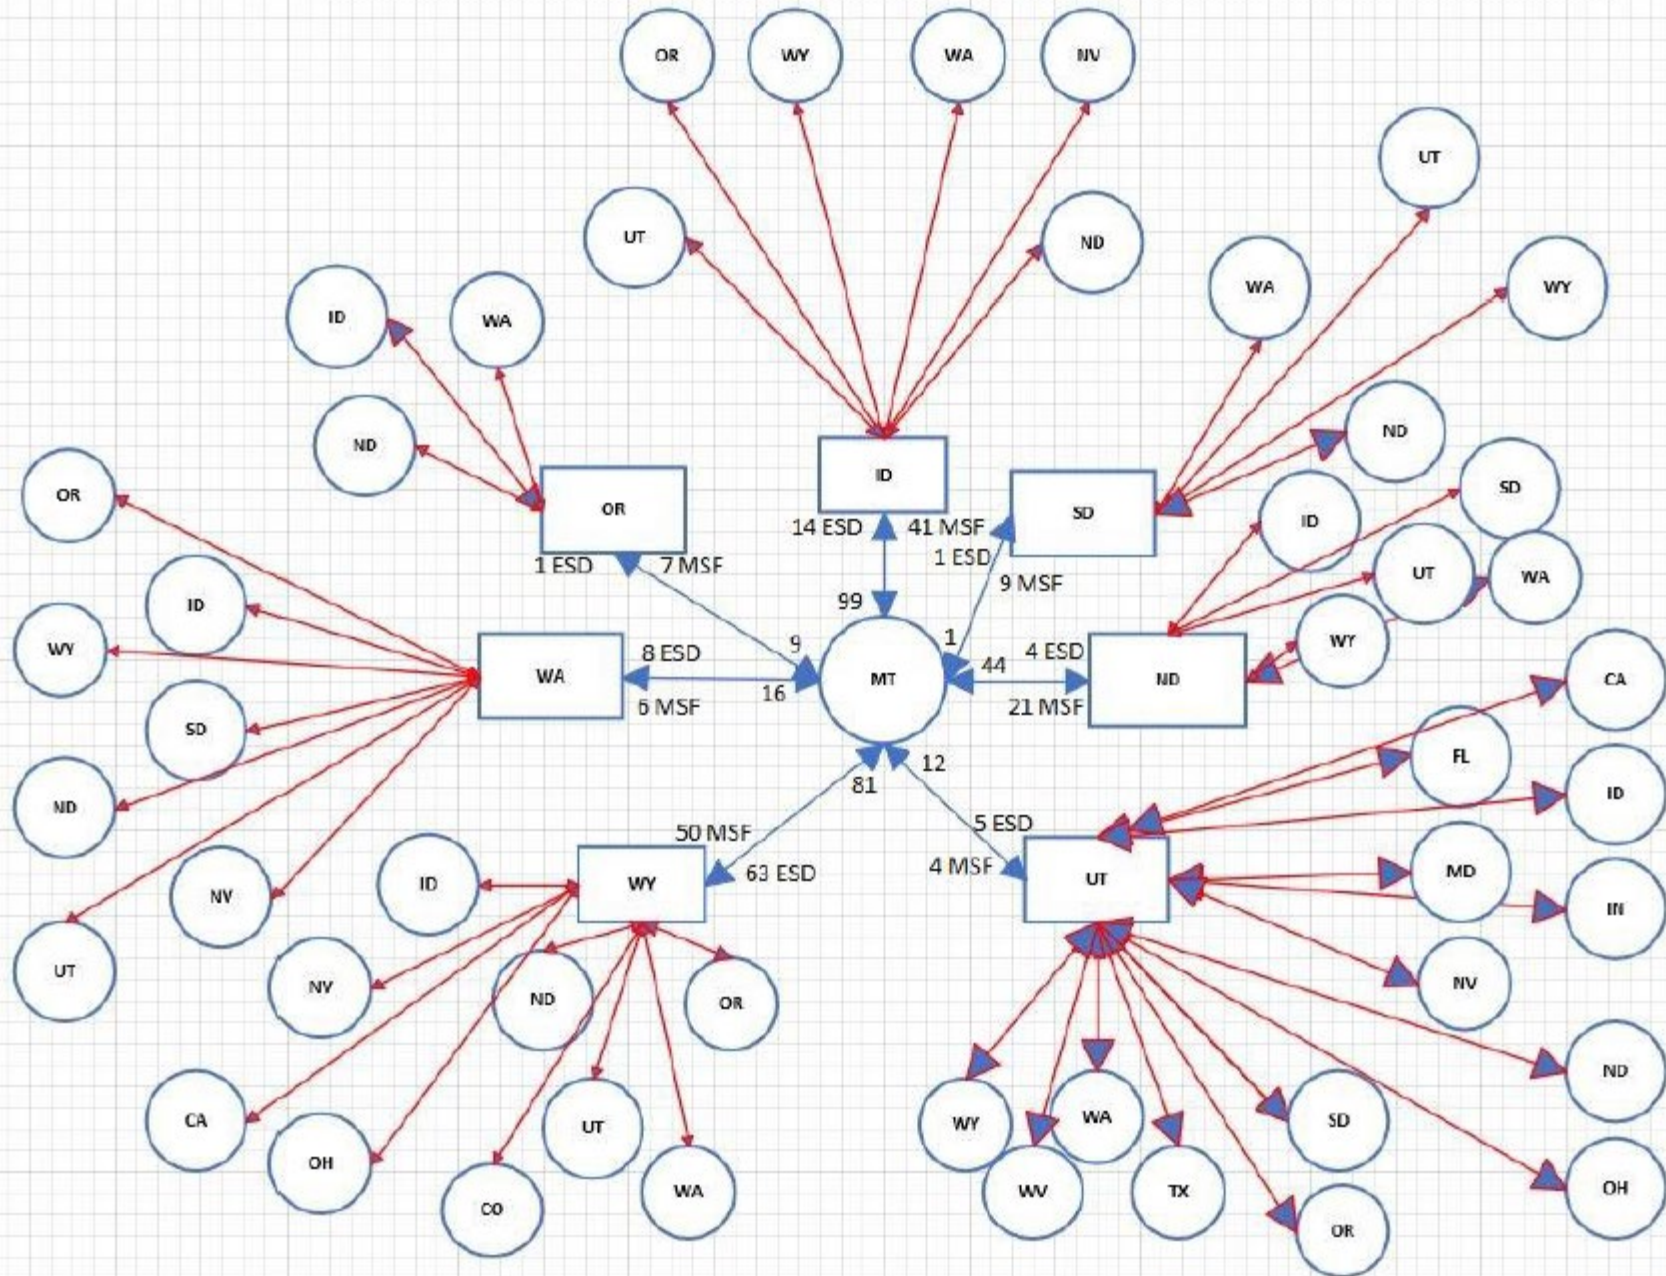 OR WY WA NV
UT
UT ND
ID WA WA WY
ND ND
OR OR ID SD SD
14 ESD 41 MSF ID
1 ESD 7 MSF 1 ESD
9 MSF UT WA
ID 99
WY 8 ESD 9 1 4 ESD WY
WA MT 44 ND CA
6 MSF 16 21 MSF
SD
81 12 FL
ND ID
50 MSF 5 ESD
63 ESD 4 MSF
ID WY UT MD
NV IN
UT NV ND OR NV
ND
CA UT WY WA SD
OH WV TX OH
CO WA OR